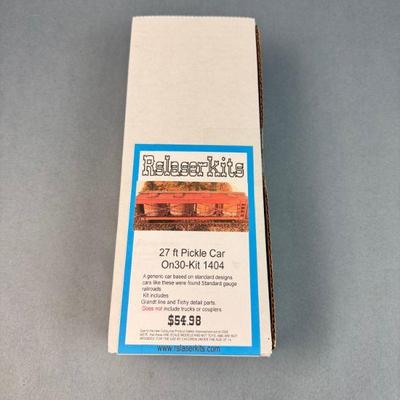 Rslaserkits
27 ft Pickle Car
On30-Kit 1404
A generic car based on standard designs
cars like these were found Standard gauge
railroads
Kit includes
Grandt line and Tichy detail parts.
Does not include trucks or couplers
$54.98
www.rslaserkits.com